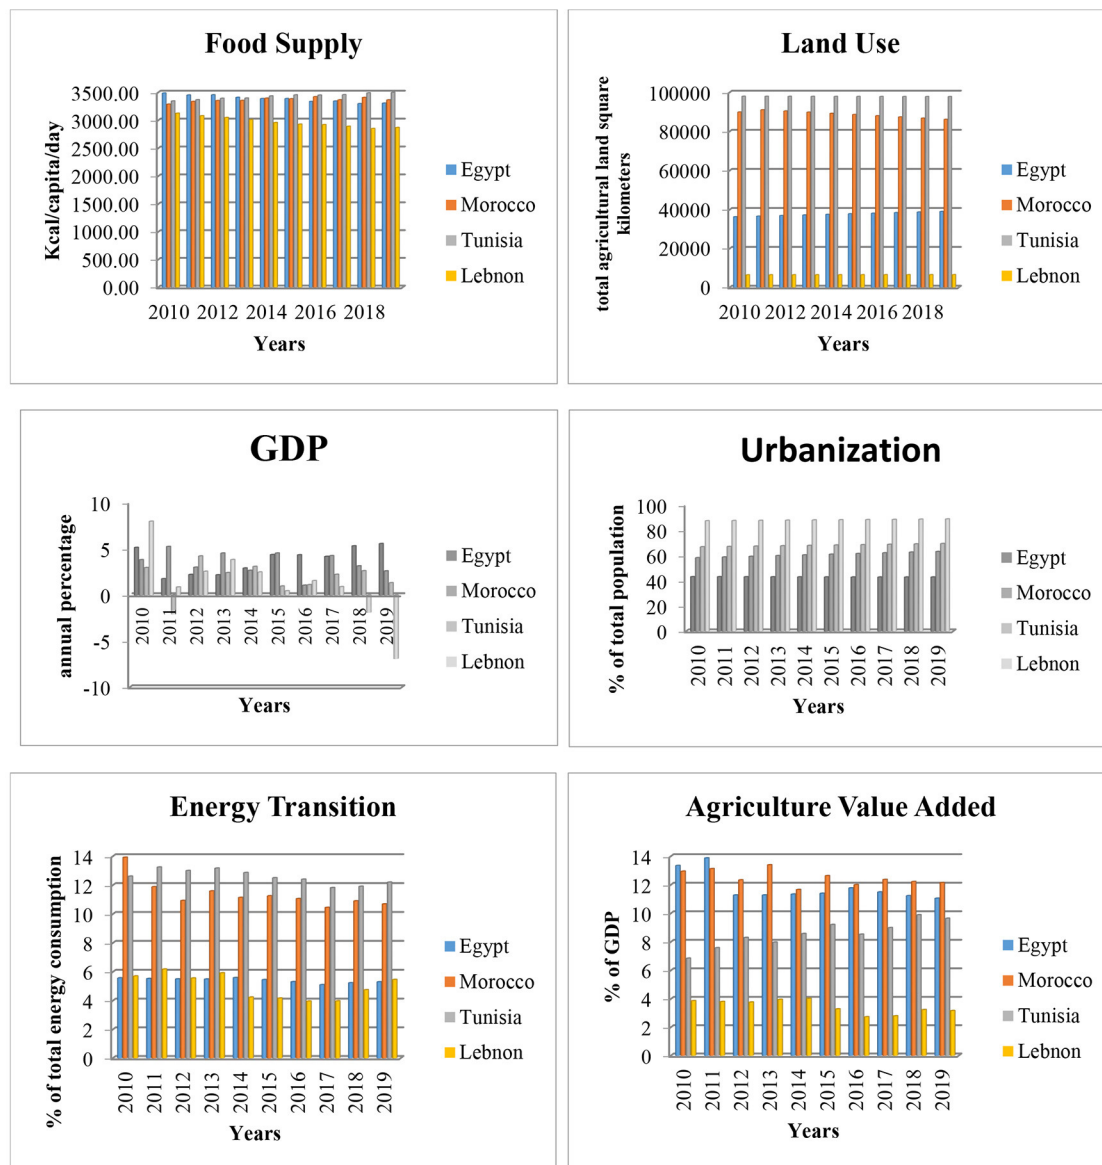 Food Supply
Kcal/capita/day
3500.00
3000.00
2500.00
2000.00
1500.00
1000.00
500.00
0.00
2010 2012 2014 2016 2018
Years
Egypt
Morocco
Tunisia
Lebnon
Land Use
total agricultural land square
kilometers
100000
80000
60000
40000
20000
0
2010 2012 2014 2016 2018
Years
Egypt
Morocco
Tunisia
Lebnon
GDP
annual percentage
10
5
0
-5
-10
2010 2011 2012 2013 2014 2015 2016 2017 2018 2019
Years
Egypt
Morocco
Tunisia
Lebnon
Urbanization
% of total population
100
80
60
40
20
0
2010 2011 2012 2013 2014 2015 2016 2017 2018 2019
Years
Egypt
Morocco
Tunisia
Lebnon
Energy Transition
% of total energy consumption
14
12
10
8
6
4
2
0
2010 2011 2012 2013 2014 2015 2016 2017 2018 2019
Years
Egypt
Morocco
Tunisia
Lebnon
Agriculture Value Added
% of GDP
14
12
10
8
6
4
2
0
2010 2011 2012 2013 2014 2015 2016 2017 2018 2019
Years
Egypt
Morocco
Tunisia
Lebnon